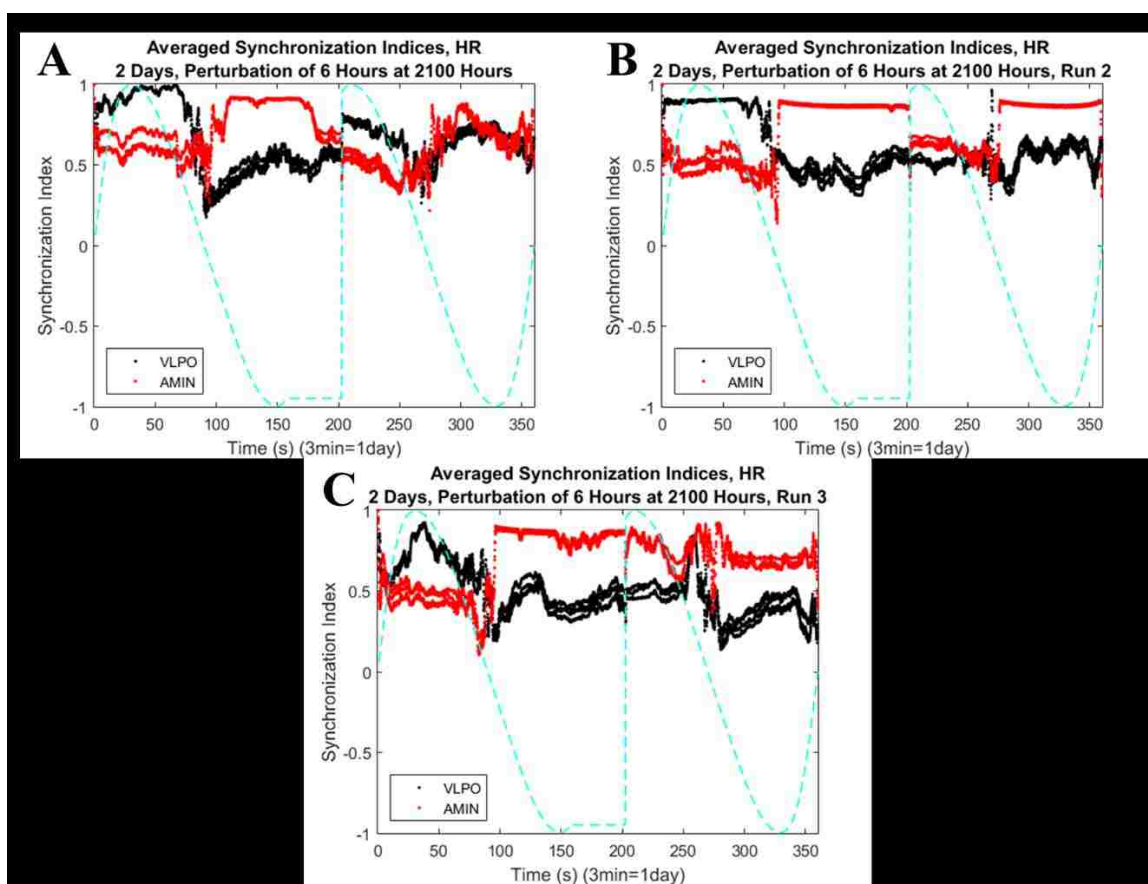 A
Averaged Synchronization Indices, HR
2 Days, Perturbation of 6 Hours at 2100 Hours
Synchronization Index
1
0.5
0
-0.5
-1
VLPO
AMIN
0 50 100 150 200 250 300 350
Time (s) (3min=1day)
B
Averaged Synchronization Indices, HR
2 Days, Perturbation of 6 Hours at 2100 Hours, Run 2
Synchronization Index
1
0.5
0
-0.5
-1
VLPO
AMIN
0 50 100 150 200 250 300 350
Time (s) (3min=1day)
C
Averaged Synchronization Indices, HR
2 Days, Perturbation of 6 Hours at 2100 Hours, Run 3
Synchronization Index
1
0.5
0
-0.5
-1
VLPO
AMIN
0 50 100 150 200 250 300 350
Time (s) (3min=1day)